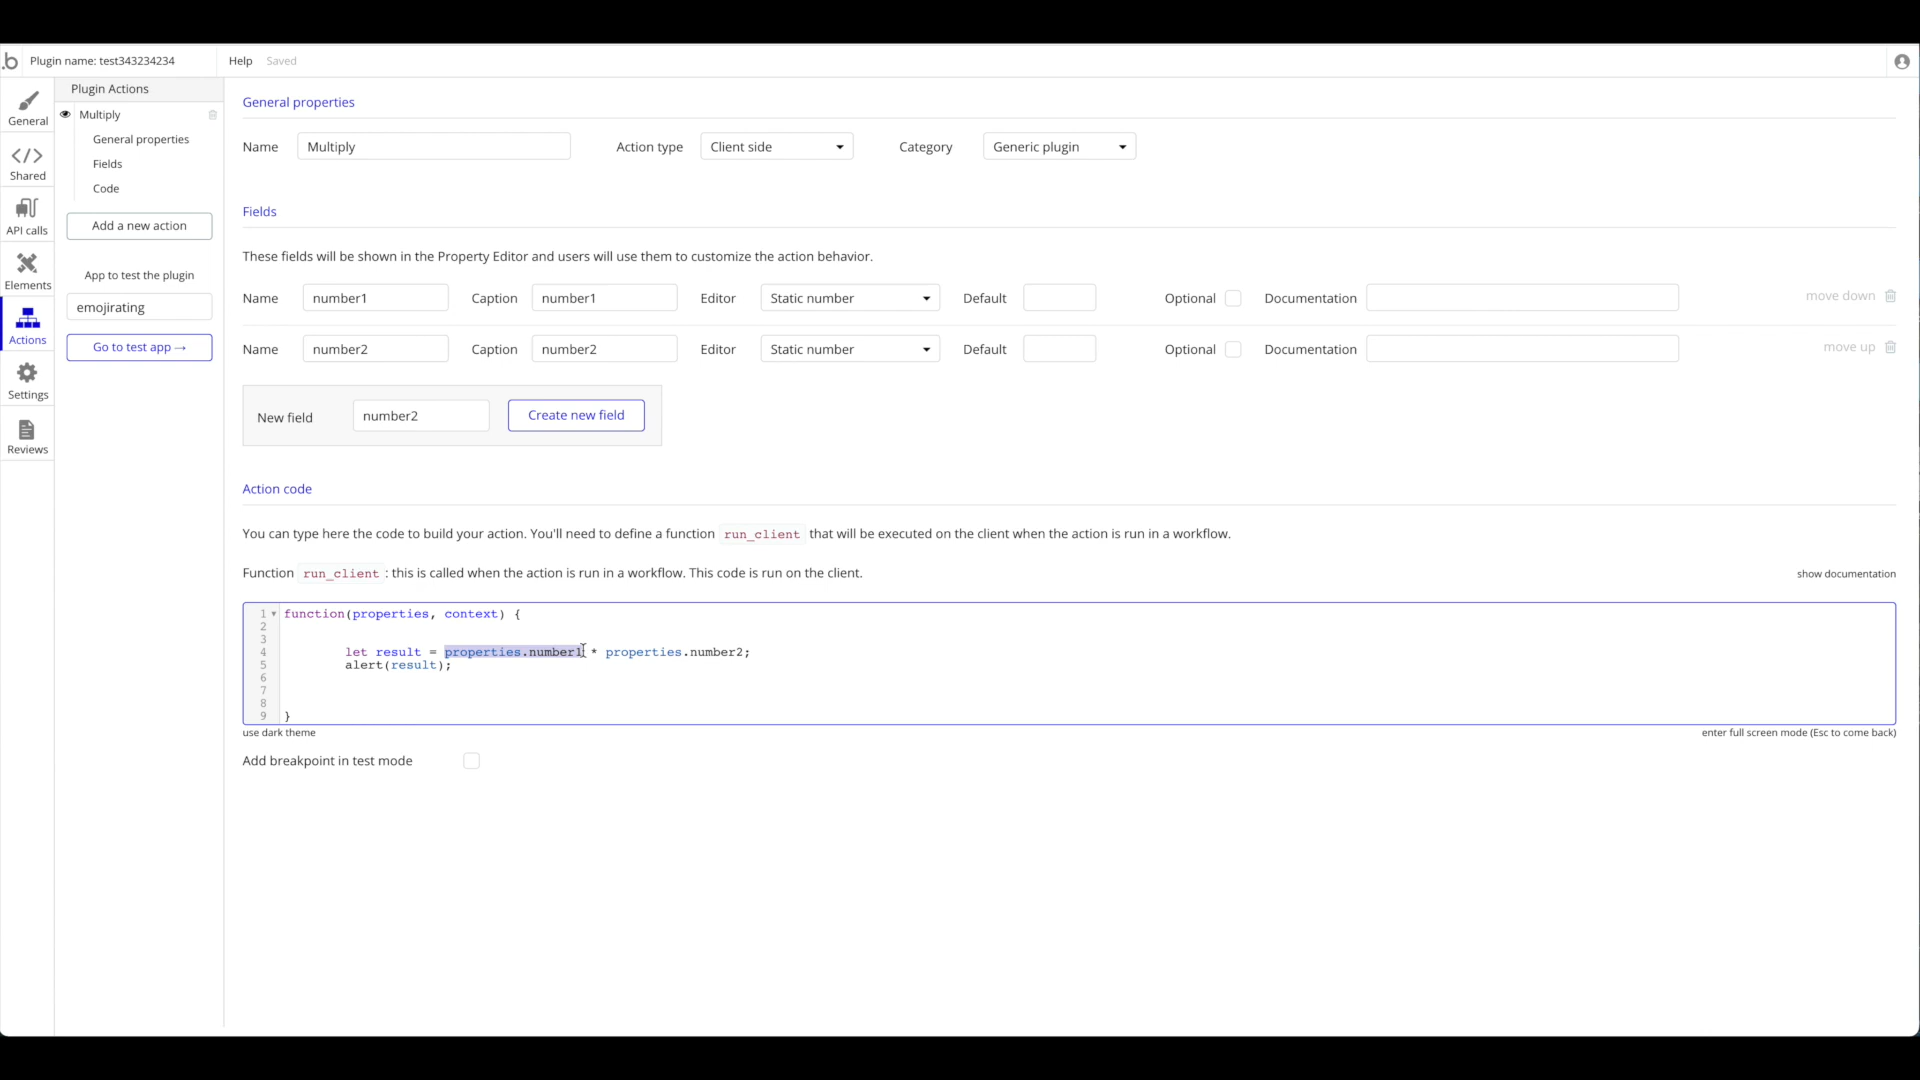 .b Plugin name: test343234234 Help Saved
General
Shared
API calls
Elements
Actions
Settings
Reviews
Plugin Actions
Multiply
General properties
Fields
Code
Add a new action
App to test the plugin
emojirating
Go to test app →
General properties
Name Multiply Action type Client side Category Generic plugin
Fields
These fields will be shown in the Property Editor and users will use them to customize the action behavior.
Name number1 Caption number1 Editor Static number Default Optional Documentation move down
Name number2 Caption number2 Editor Static number Default Optional Documentation move up
New field number2 Create new field
Action code
You can type here the code to build your action. You'll need to define a function run_client that will be executed on the client when the action is run in a workflow.
Function run_client : this is called when the action is run in a workflow. This code is run on the client. show documentation
1 function(properties, context) {
2
3
4 let result = properties.number1 * properties.number2;
5 alert(result);
6
7
8
9 }
use dark theme enter full screen mode (Esc to come back)
Add breakpoint in test mode